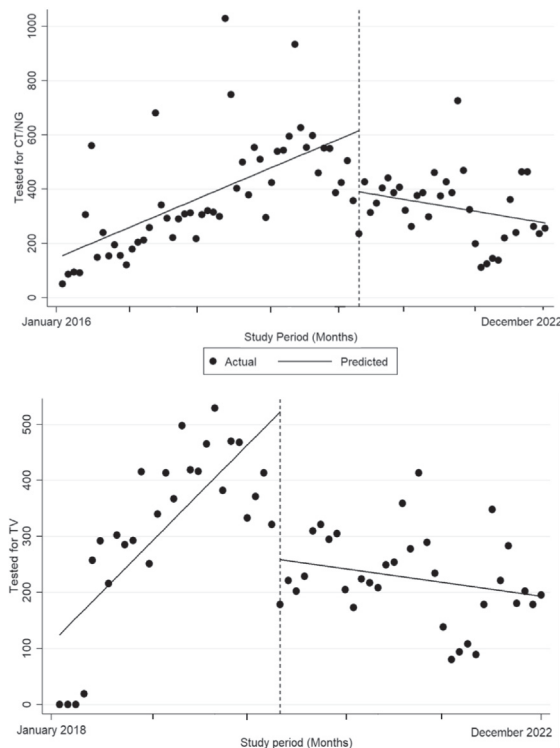 Tested for CT/NG
1000
800
600
400
200
0
January 2016
December 2022
Study Period (Months)
Actual
Predicted
Tested for TV
500
400
300
200
100
0
January 2018
December 2022
Study period (Months)